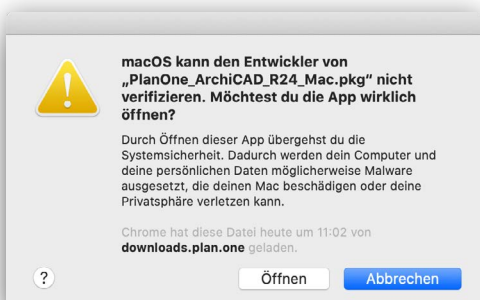 macOS kann den Entwickler von
„PlanOne_ArchiCAD_R24_Mac.pkg“ nicht
verifizieren. Möchtest du die App wirklich
öffnen?
Durch Öffnen dieser App übergehst du die
Systemsicherheit. Dadurch werden dein Computer und
deine persönlichen Daten möglicherweise Malware
ausgesetzt, die deinen Mac beschädigen oder deine
Privatsphäre verletzen kann.
Chrome hat diese Datei heute um 11:02 von
downloads.plan.one geladen.
? Öffnen Abbrechen